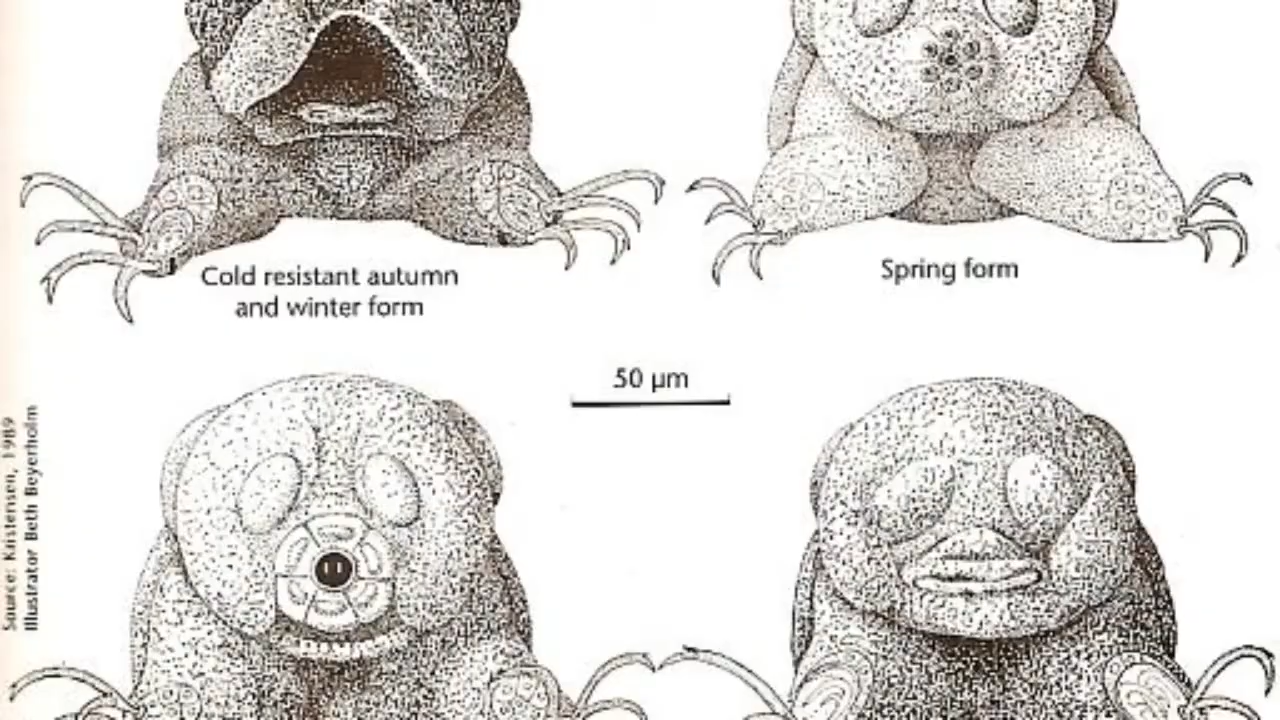 Cold resistant autumn
and winter form
Spring form
50 µm
Source: Kristensen, 1989
Illustrator Beth Beyerholm